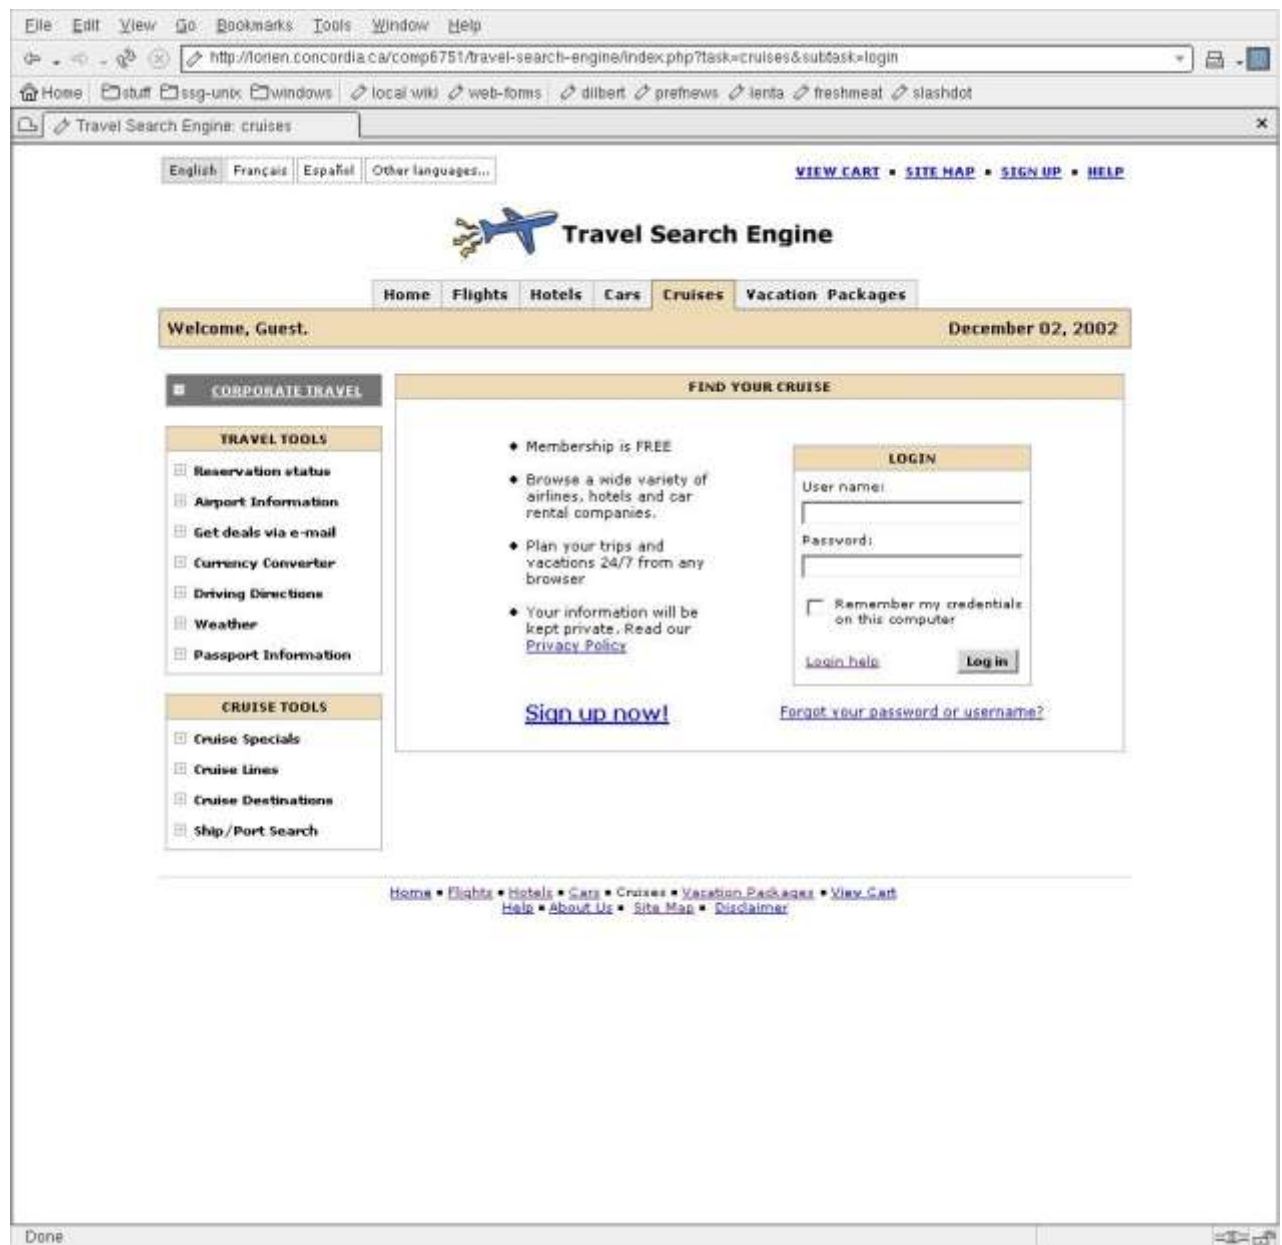 File Edit View Go Bookmarks Tools Window Help
http://lorien.concordia.ca/comp6751/travel-search-engine/index.php?task=cruises&subtask=login
Home stuff ssg-unix windows local wiki web-forms dilbert prefnews lenta freshmeat slashdot
Travel Search Engine: cruises
English Français Español Other languages...
VIEW CART ▪ SITE MAP ▪ SIGN UP ▪ HELP
Travel Search Engine
Home Flights Hotels Cars Cruises Vacation Packages
Welcome, Guest.
December 02, 2002
CORPORATE TRAVEL
TRAVEL TOOLS
Reservation status
Airport Information
Get deals via e-mail
Currency Converter
Driving Directions
Weather
Passport Information
CRUISE TOOLS
Cruise Specials
Cruise Lines
Cruise Destinations
Ship/Port Search
FIND YOUR CRUISE
• Membership is FREE
• Browse a wide variety of
airlines, hotels and car
rental companies.
• Plan your trips and
vacations 24/7 from any
browser
• Your information will be
kept private. Read our
Privacy Policy
Sign up now!
LOGIN
User name:
Password:
Remember my credentials
on this computer
Login help
Log in
Forgot your password or username?
Home ▪ Flights ▪ Hotels ▪ Cars ▪ Cruises ▪ Vacation Packages ▪ View Cart
Help ▪ About Us ▪ Site Map ▪ Disclaimer
Done